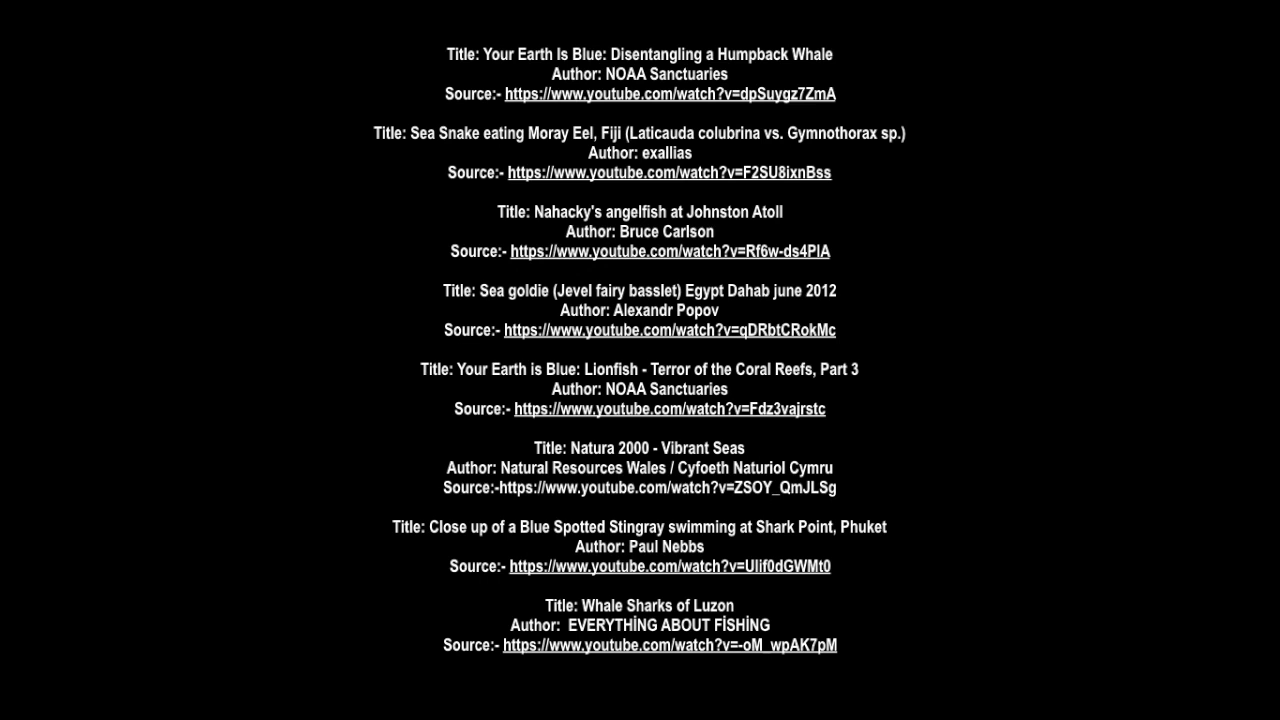 Title: Your Earth Is Blue: Disentangling a Humpback Whale
Author: NOAA Sanctuaries
Source:- https://www.youtube.com/watch?v=dpSuygz7ZmA
Title: Sea Snake eating Moray Eel, Fiji (Laticauda colubrina vs. Gymnothorax sp.)
Author: exallias
Source:- https://www.youtube.com/watch?v=F2SU8ixnBss
Title: Nahacky's angelfish at Johnston Atoll
Author: Bruce Carlson
Source:- https://www.youtube.com/watch?v=Rf6w-ds4PlA
Title: Sea goldie (Jevel fairy basslet) Egypt Dahab june 2012
Author: Alexandr Popov
Source:- https://www.youtube.com/watch?v=qDRbtCRokMc
Title: Your Earth is Blue: Lionfish - Terror of the Coral Reefs, Part 3
Author: NOAA Sanctuaries
Source:- https://www.youtube.com/watch?v=Fdz3vajrstc
Title: Natura 2000 - Vibrant Seas
Author: Natural Resources Wales / Cyfoeth Naturiol Cymru
Source:-https://www.youtube.com/watch?v=ZSOY_QmJLSg
Title: Close up of a Blue Spotted Stingray swimming at Shark Point, Phuket
Author: Paul Nebbs
Source:- https://www.youtube.com/watch?v=Ulif0dGWMt0
Title: Whale Sharks of Luzon
Author:  EVERYTHİNG ABOUT FİSHİNG
Source:- https://www.youtube.com/watch?v=-oM_wpAK7pM